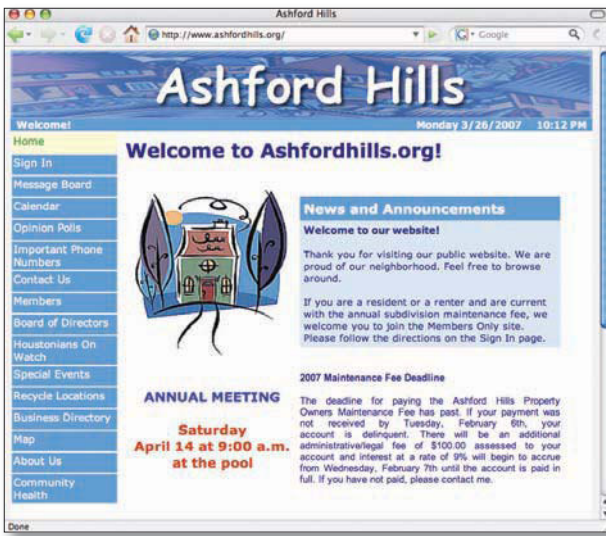 Ashford Hills
http://www.ashfordhills.org/
Google
Ashford Hills
Welcome!
Monday 3/26/2007 10:12 PM
Home
Sign In
Message Board
Calendar
Opinion Polls
Important Phone
Numbers
Contact Us
Members
Board of Directors
Houstonians On
Watch
Special Events
Recycle Locations
Business Directory
Map
About Us
Community
Health
Welcome to Ashfordhills.org!
ANNUAL MEETING
Saturday
April 14 at 9:00 a.m.
at the pool
News and Announcements
Welcome to our website!
Thank you for visiting our public website. We are
proud of our neighborhood. Feel free to browse
around.
If you are a resident or a renter and are current
with the annual subdivision maintenance fee, we
welcome you to join the Members Only site.
Please follow the directions on the Sign In page.
2007 Maintenance Fee Deadline
The deadline for paying the Ashford Hills Property
Owners Maintenance Fee has past. If your payment was
not received by Tuesday, February 6th, your
account is delinquent. There will be an additional
administrative/legal fee of $100.00 assessed to your
account and interest at a rate of 9% will begin to accrue
from Wednesday, February 7th until the account is paid in
full. If you have not paid, please contact me.
Done